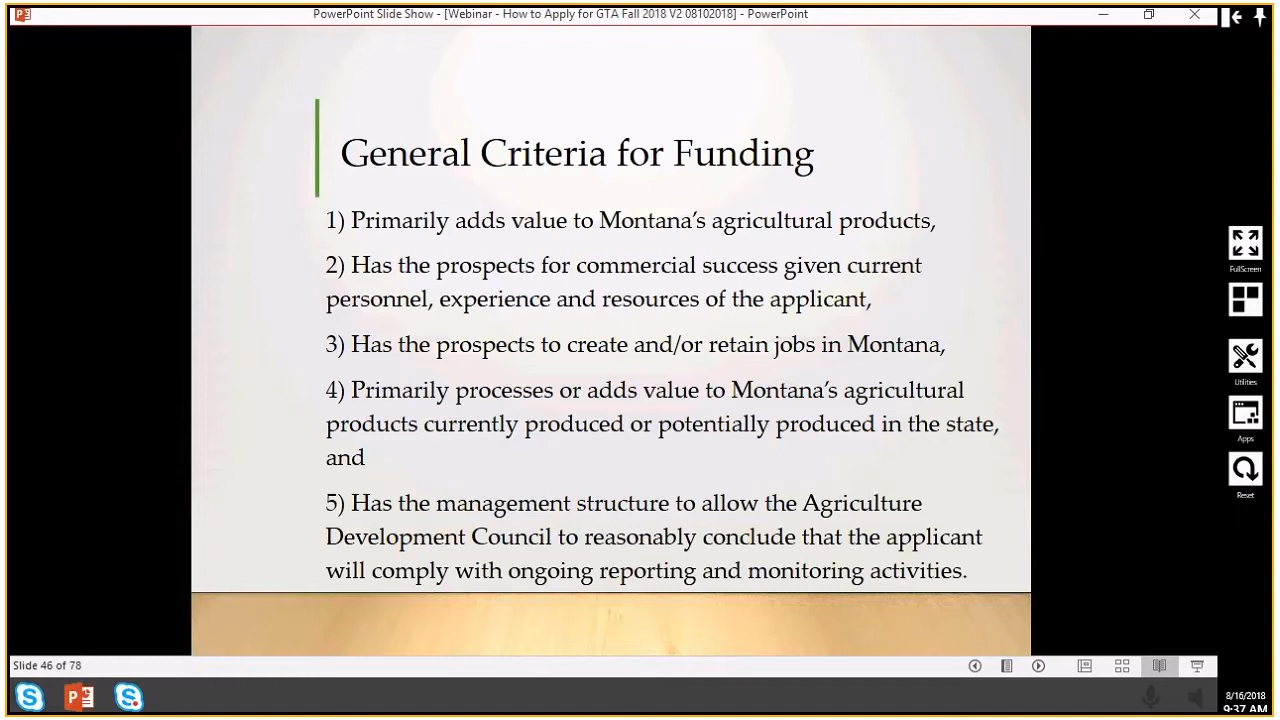 PowerPoint Slide Show - [Webinar - How to Apply for GTA Fall 2018 V2 08102018] - PowerPoint
General Criteria for Funding
1) Primarily adds value to Montana's agricultural products,
2) Has the prospects for commercial success given current
personnel, experience and resources of the applicant,
3) Has the prospects to create and/or retain jobs in Montana,
4) Primarily processes or adds value to Montana's agricultural
products currently produced or potentially produced in the state,
and
5) Has the management structure to allow the Agriculture
Development Council to reasonably conclude that the applicant
will comply with ongoing reporting and monitoring activities.
FullScreen
Utilities
Apps
Reset
Slide 46 of 78
8/16/2018
9:37 AM